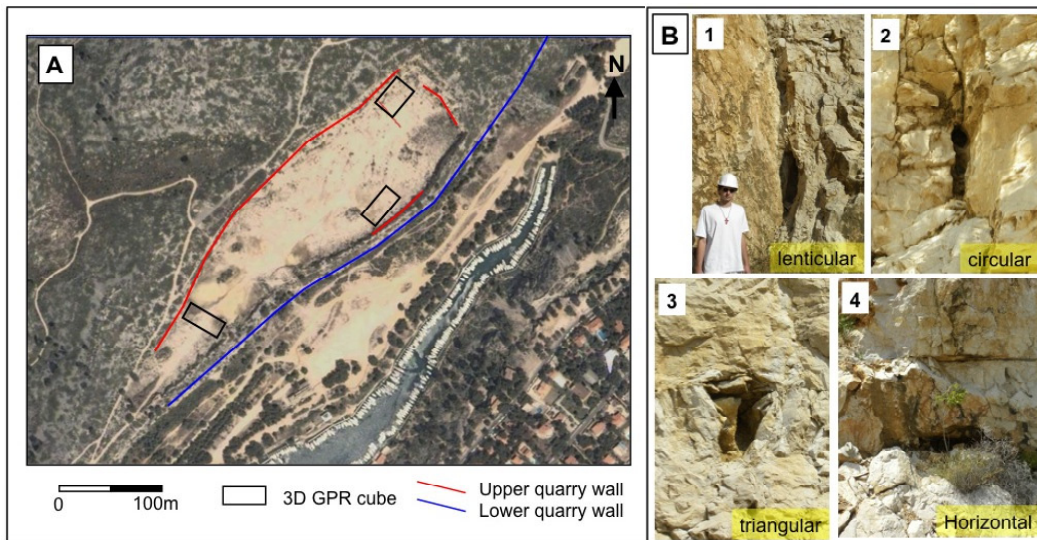 A
N
0 100m
3D GPR cube
Upper quarry wall
Lower quarry wall
B
1
lenticular
2
circular
3
triangular
4
Horizontal